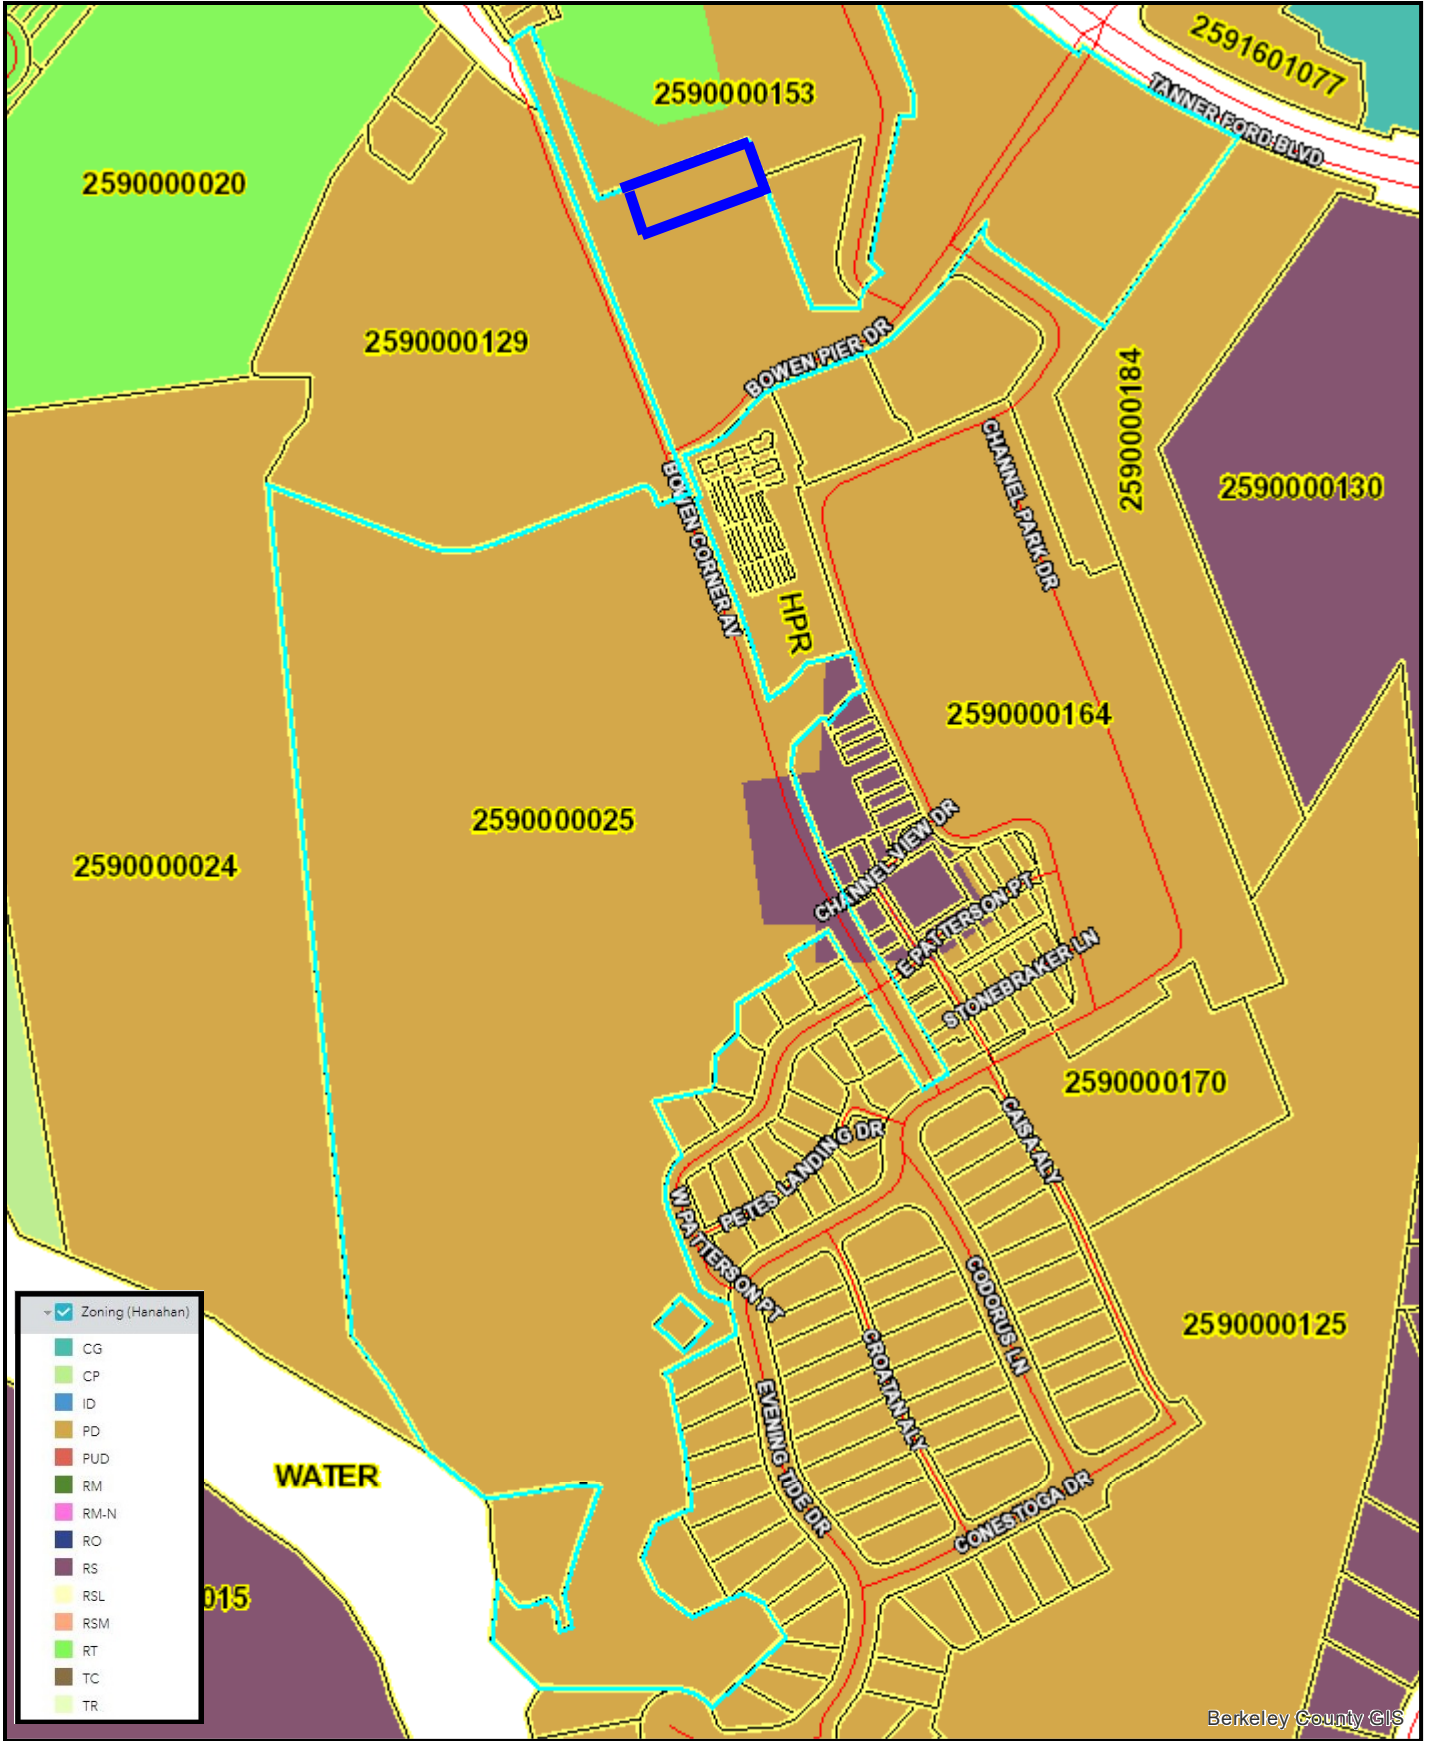 2591601077
TANNER FORD BLVD
2590000153
2590000020
2590000129
BOWEN PIER DR
2590000184
CHANNEL PARK DR
2590000130
BOWEN CORNER AV
HPR
2590000164
2590000025
2590000024
CHANNEL VIEW DR
E PATTERSON PT
STONEBRAKER LN
2590000170
CAISA ALY
PETES LANDING DR
W PATTERSON PT
CODORUS LN
2590000125
CROATAN ALY
EVENING TIDE DR
CONESTOGA DR
WATER
015
Zoning (Hanahan)
CG
CP
ID
PD
PUD
RM
RM-N
RO
RS
RSL
RSM
RT
TC
TR
Berkeley County GIS